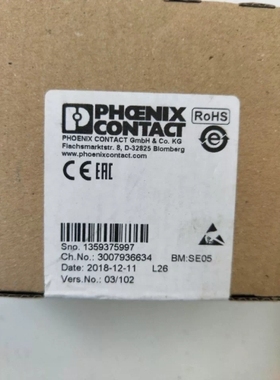 PHOENIX
CONTACT
RoHS
PHOENIX CONTACT GmbH & Co. KG
Flachsmarktstr. 8, D-32825 Blomberg
www.phoenixcontact.com
CE EAC
e
Sno. 1359375997
Ch.No.: 3007936634 BM:SE05
Date: 2018-12-11 L26
Vers.No.: 03/102